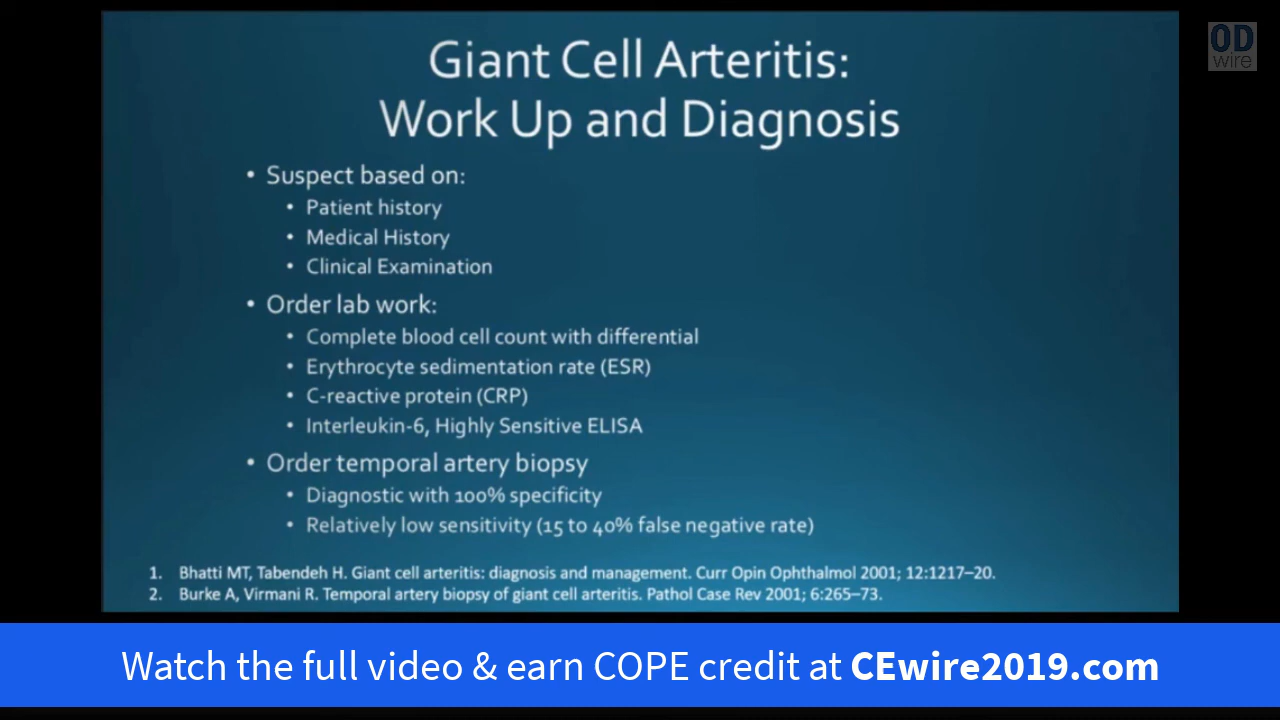 OD
wire
Giant Cell Arteritis:
Work Up and Diagnosis
• Suspect based on:
• Patient history
• Medical History
• Clinical Examination
• Order lab work:
• Complete blood cell count with differential
• Erythrocyte sedimentation rate (ESR)
• C-reactive protein (CRP)
• Interleukin-6, Highly Sensitive ELISA
• Order temporal artery biopsy
• Diagnostic with 100% specificity
• Relatively low sensitivity (15 to 40% false negative rate)
1. Bhatti MT, Tabendeh H. Giant cell arteritis: diagnosis and management. Curr Opin Ophthalmol 2001; 12:1217–20.
2. Burke A, Virmani R. Temporal artery biopsy of giant cell arteritis. Pathol Case Rev 2001; 6:265–73.
Watch the full video & earn COPE credit at CEwire2019.com